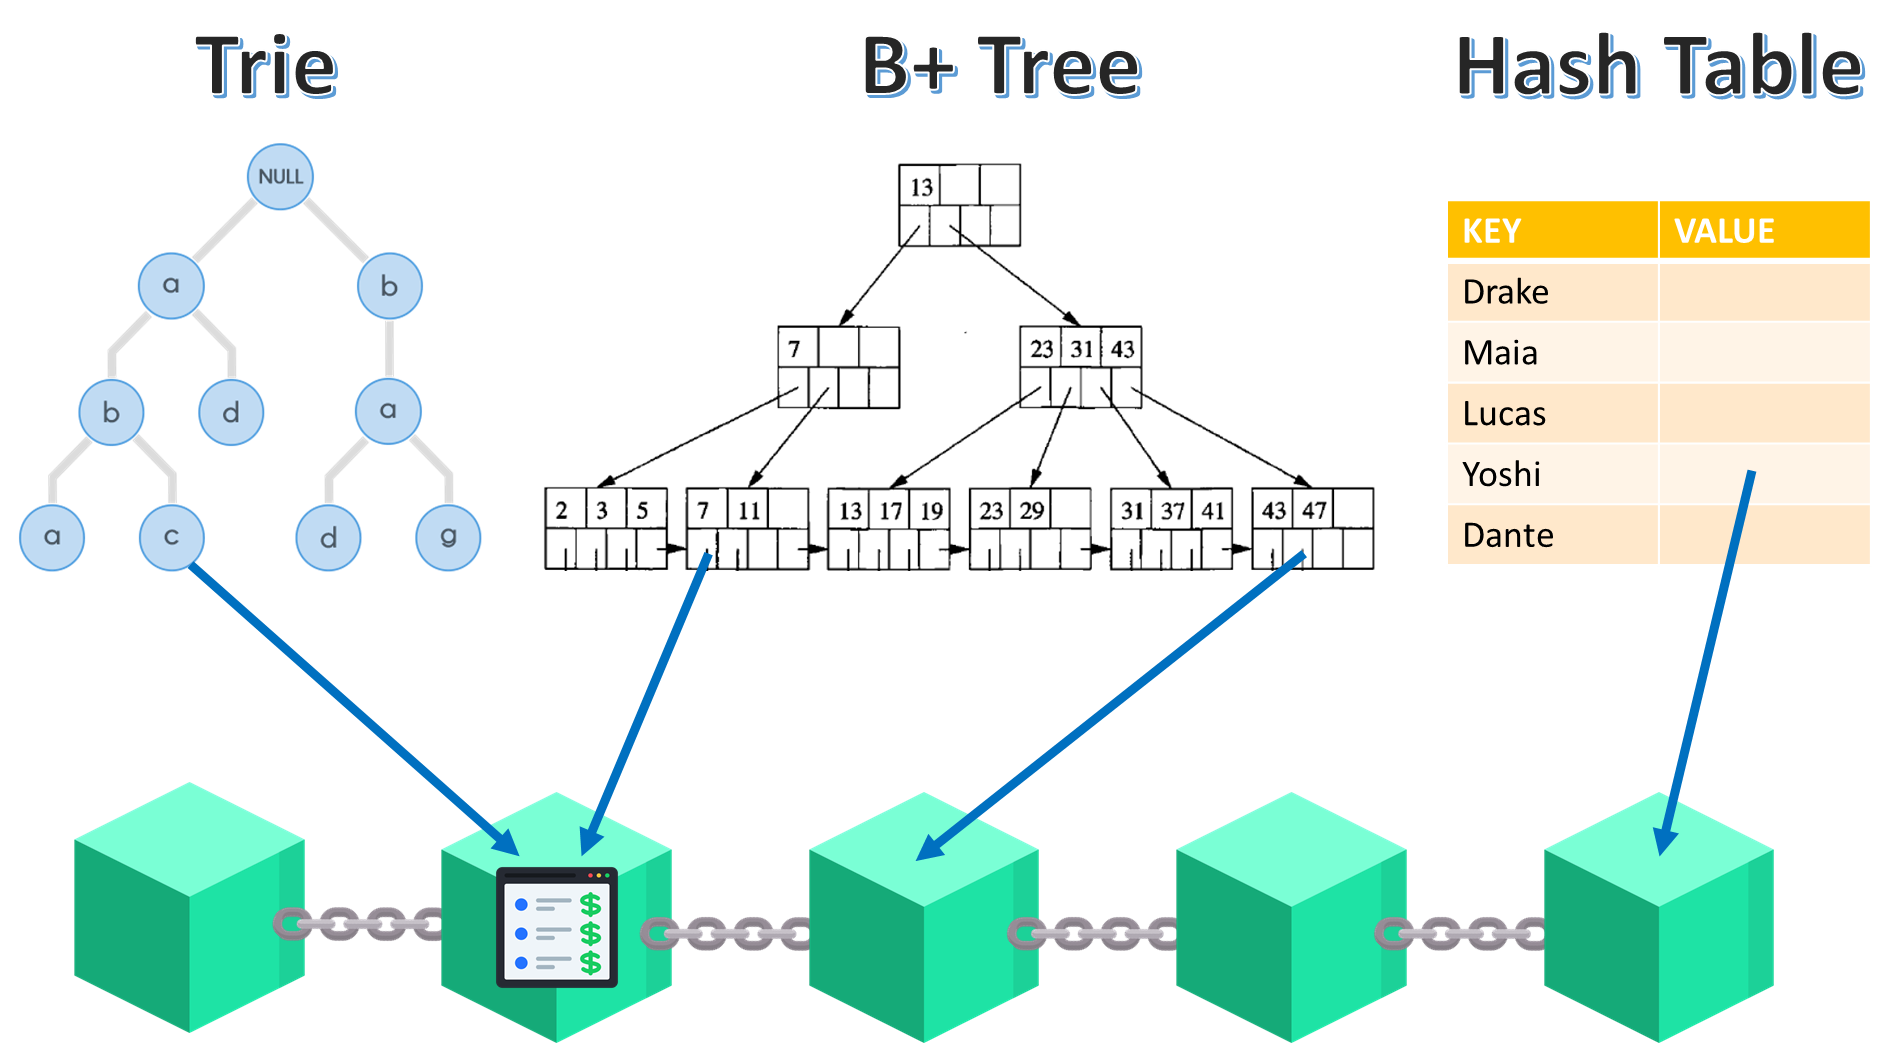 Trie
B+ Tree
Hash Table
NULL
a b
b d a
a c d g
13
7
23 31 43
2 3 5
7 11
13 17 19
23 29
31 37 41
43 47
KEY VALUE
Drake
Maia
Lucas
Yoshi
Dante
$
$
$